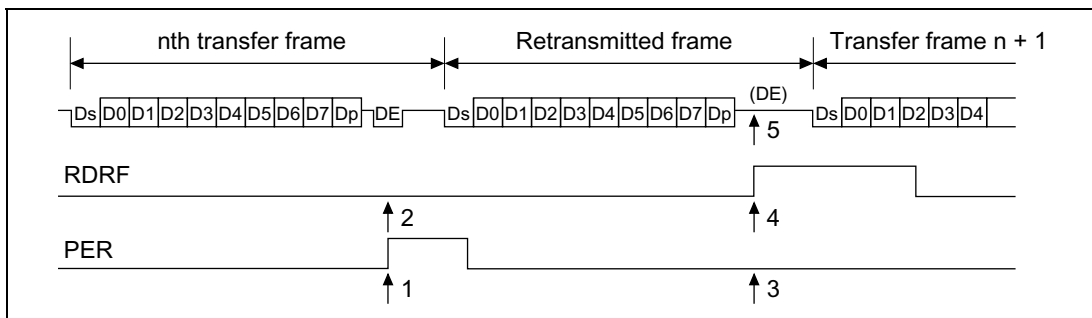 nth transfer frame Retransmitted frame Transfer frame n + 1
(DE)
Ds D0 D1 D2 D3 D4 D5 D6 D7 Dp DE Ds D0 D1 D2 D3 D4 D5 D6 D7 Dp Ds D0 D1 D2 D3 D4
5
RDRF
2 4
PER
1 3